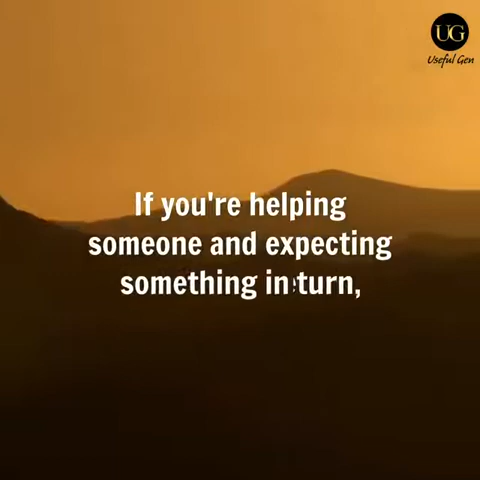 UG
Useful Gen
If you're helping
someone and expecting
something in turn,